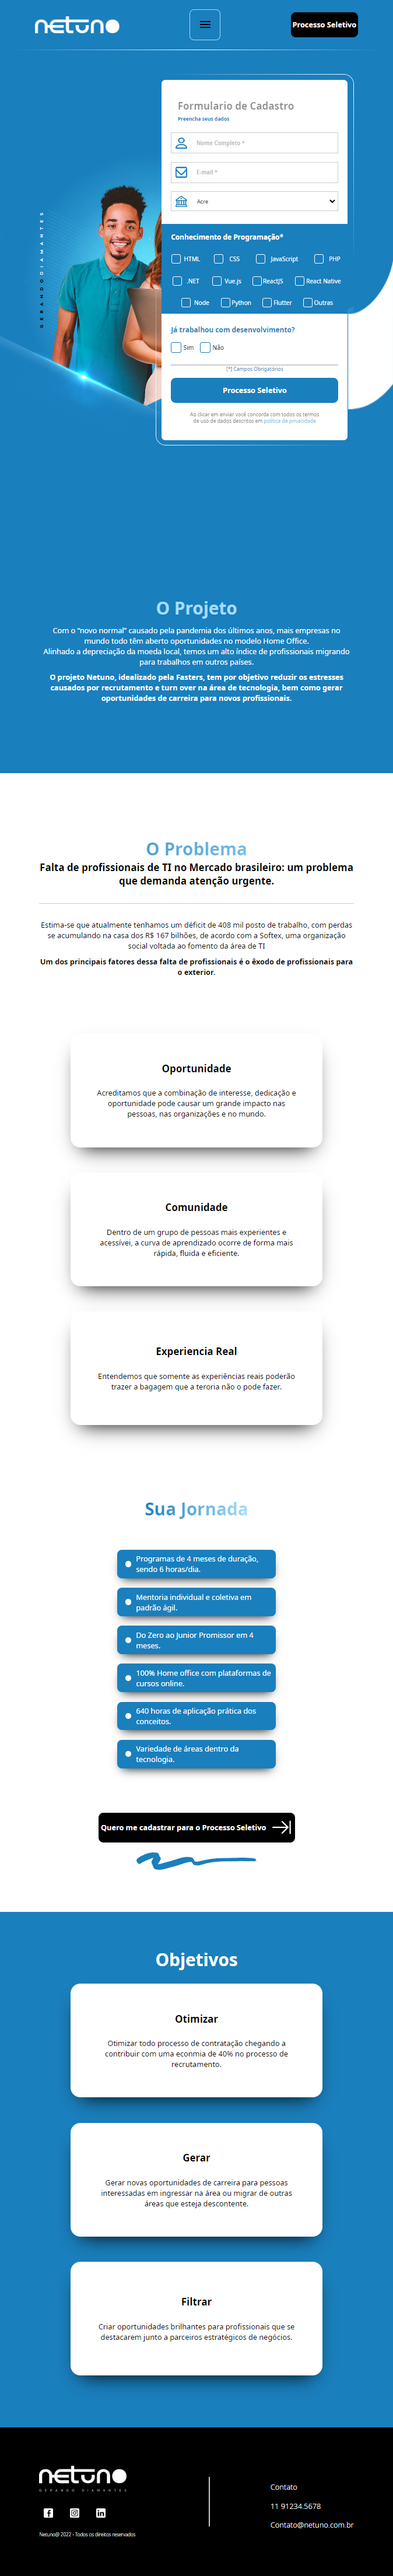 netuno
Processo Seletivo
GERANDO DIAMANTES
Formulario de Cadastro
Preencha seus dados
Nome Completo *
E-mail *
Acre
Conhecimento de Programação*
HTML CSS JavaScript PHP
.NET Vue.js ReactJS React Native
Node Python Flutter Outras
Já trabalhou com desenvolvimento?
Sim Não
[*] Campos Obrigatórios
Processo Seletivo
Ao clicar em enviar você concorda com todos os termos
de uso de dados descritos em politica de privacidade
O Projeto
Com o "novo normal" causado pela pandemia dos últimos anos, mais empresas no
mundo todo têm aberto oportunidades no modelo Home Office.
Alinhado a depreciação da moeda local, temos um alto índice de profissionais migrando
para trabalhos em outros países.
O projeto Netuno, idealizado pela Fasters, tem por objetivo reduzir os estresses
causados por recrutamento e turn over na área de tecnologia, bem como gerar
oportunidades de carreira para novos profissionais.
O Problema
Falta de profissionais de TI no Mercado brasileiro: um problema
que demanda atenção urgente.
Estima-se que atualmente tenhamos um déficit de 408 mil posto de trabalho, com perdas
se acumulando na casa dos R$ 167 bilhões, de acordo com a Softex, uma organização
social voltada ao fomento da área de TI
Um dos principais fatores dessa falta de profissionais é o êxodo de profissionais para
o exterior.
Oportunidade
Acreditamos que a combinação de interesse, dedicação e
oportunidade pode causar um grande impacto nas
pessoas, nas organizações e no mundo.
Comunidade
Dentro de um grupo de pessoas mais experientes e
acessívei, a curva de aprendizado ocorre de forma mais
rápida, fluida e eficiente.
Experiencia Real
Entendemos que somente as experiências reais poderão
trazer a bagagem que a teroria não o pode fazer.
Sua Jornada
Programas de 4 meses de duração,
sendo 6 horas/dia.
Mentoria individual e coletiva em
padrão ágil.
Do Zero ao Junior Promissor em 4
meses.
100% Home office com plataformas de
cursos online.
640 horas de aplicação prática dos
conceitos.
Variedade de áreas dentro da
tecnologia.
Quero me cadastrar para o Processo Seletivo
Objetivos
Otimizar
Otimizar todo processo de contratação chegando a
contribuir com uma econmia de 40% no processo de
recrutamento.
Gerar
Gerar novas oportunidades de carreira para pessoas
interessadas em ingressar na área ou migrar de outras
áreas que esteja descontente.
Filtrar
Criar oportunidades brilhantes para profissionais que se
destacarem junto a parceiros estratégicos de negócios.
netuno
GERANDO DIAMANTES
Netuno@ 2022 - Todos os direitos reservados
Contato
11 91234.5678
Contato@netuno.com.br